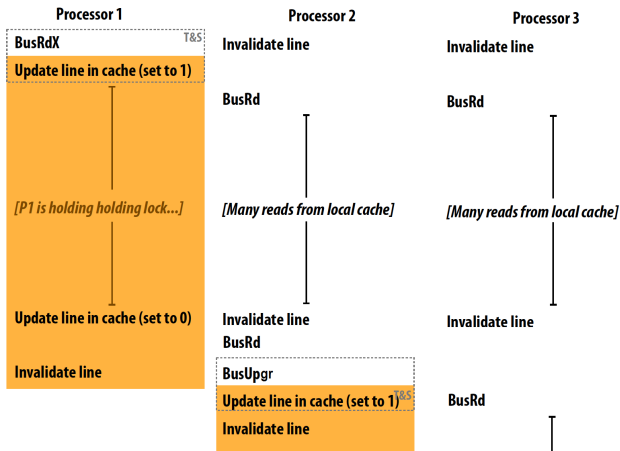 Processor 1
Processor 2
Processor 3
BusRdX
T&S
Invalidate line
Invalidate line
Update line in cache (set to 1)
BusRd
BusRd
[P1 is holding holding lock...]
[Many reads from local cache]
[Many reads from local cache]
Update line in cache (set to 0)
Invalidate line
Invalidate line
BusRd
Invalidate line
BusUpgr
Update line in cache (set to 1)
T&S
BusRd
Invalidate line